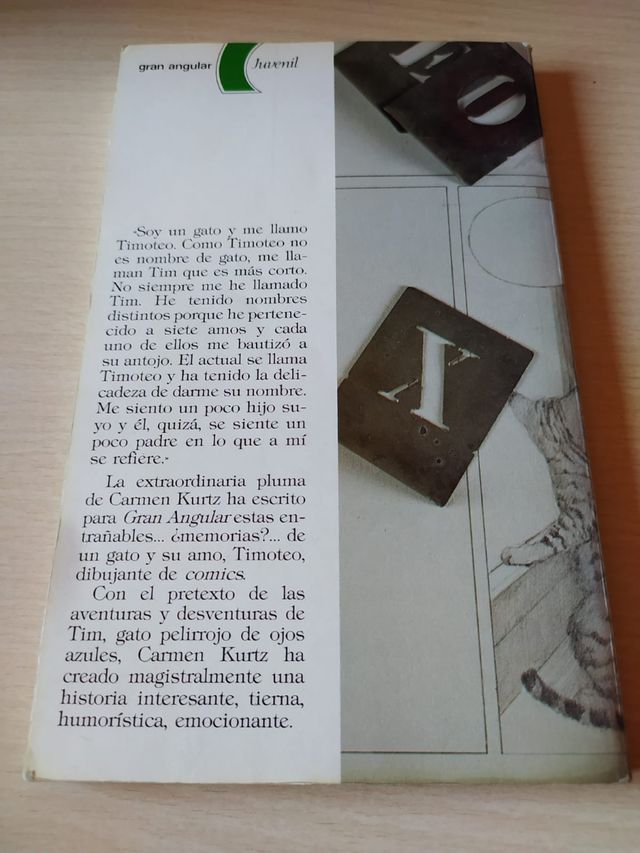 gran angular Juvenil
FO
«Soy un gato y me llamo
Timoteo. Como Timoteo no
es nombre de gato, me lla-
man Tim que es más corto.
No siempre me he llamado
Tim. He tenido nombres
distintos porque he pertene-
cido a siete amos y cada
uno de ellos me bautizó a
su antojo. El actual se llama
Timoteo y ha tenido la deli-
cadeza de darme su nombre.
Me siento un poco hijo su-
yo y él, quizá, se siente un
poco padre en lo que a mí
se refiere.»
X
La extraordinaria pluma
de Carmen Kurtz ha escrito
para Gran Angular estas en-
trañables... ¿memorias?... de
un gato y su amo, Timoteo,
dibujante de comics.
Con el pretexto de las
aventuras y desventuras de
Tim, gato pelirrojo de ojos
azules, Carmen Kurtz ha
creado magistralmente una
historia interesante, tierna,
humorística, emocionante.